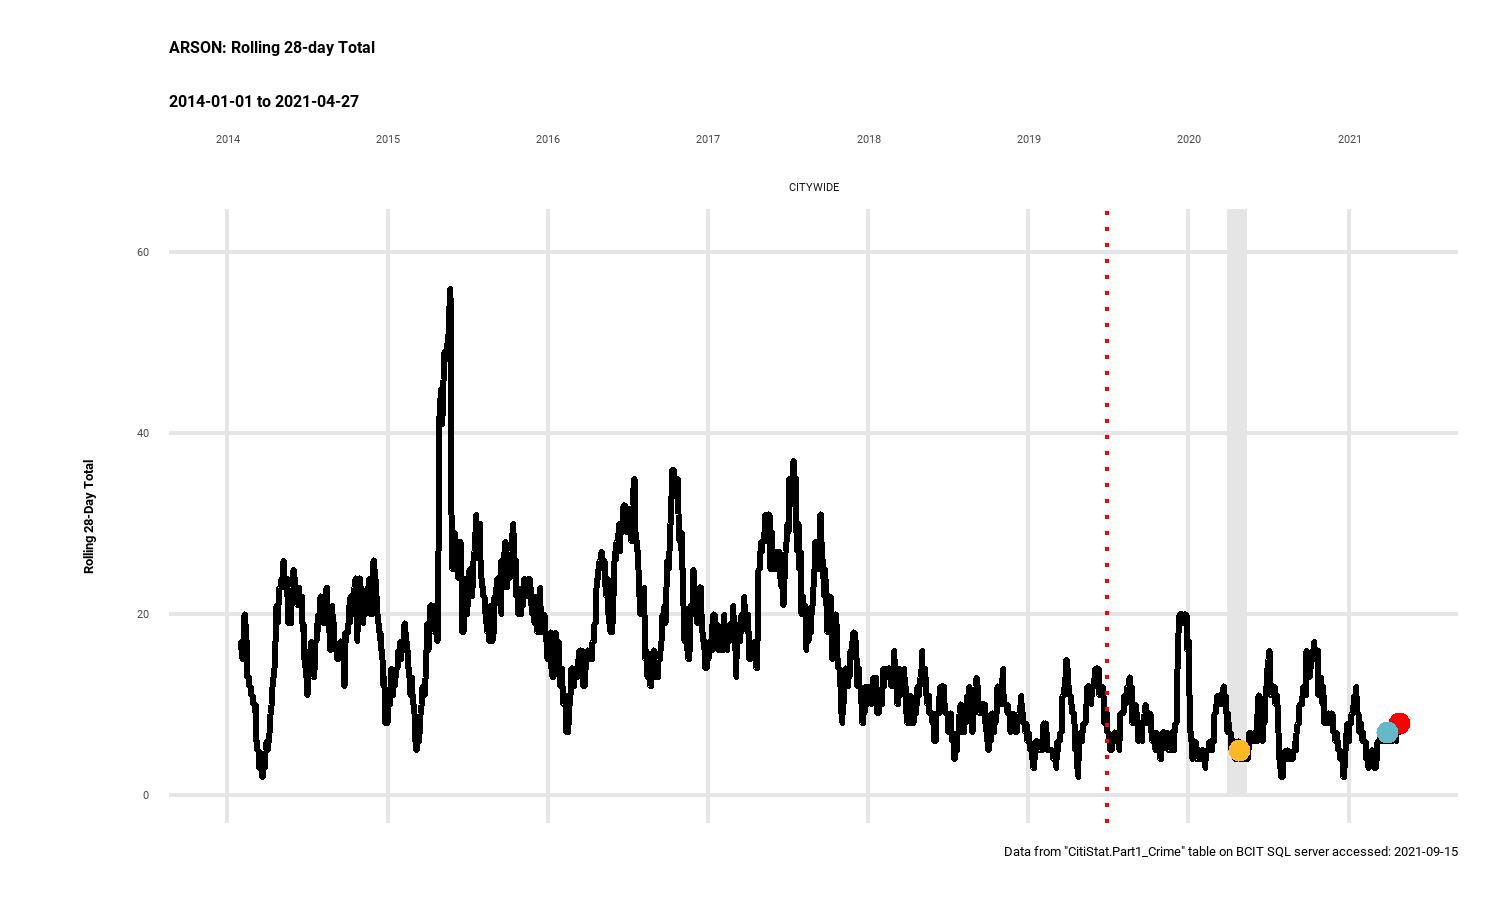 ARSON: Rolling 28-day Total
2014-01-01 to 2021-04-27
2014 2015 2016 2017 2018 2019 2020 2021
CITYWIDE
60
40
20
0
Rolling 28-Day Total
Data from "CitiStat.Part1_Crime" table on BCIT SQL server accessed: 2021-09-15